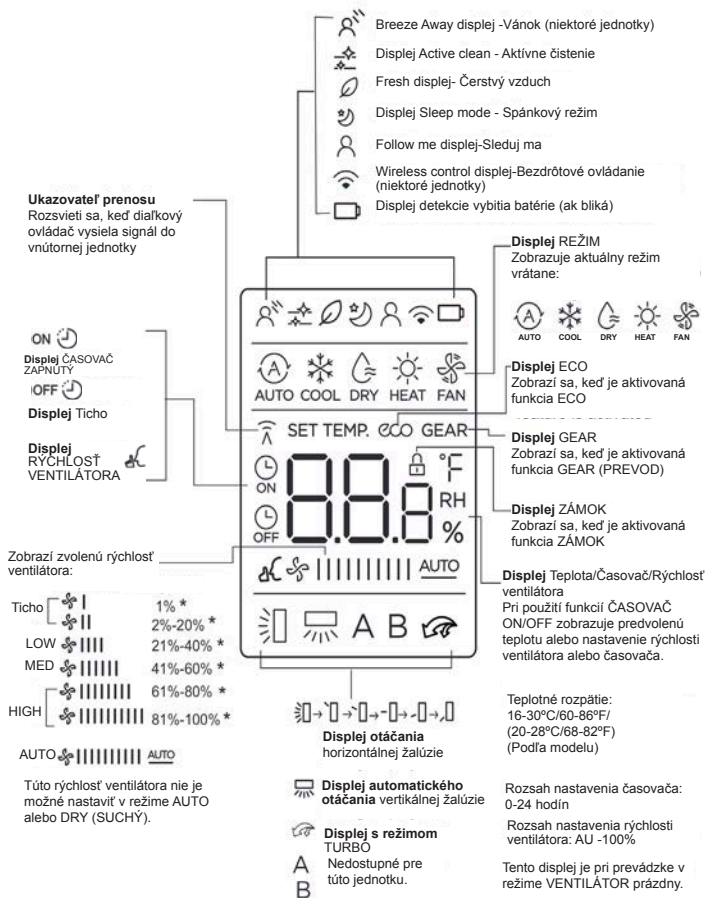 Breeze Away displej -Vánok (niektoré jednotky)
Displej Active clean - Aktívne čistenie
Fresh displej- Čerstvý vzduch
Displej Sleep mode - Spánkový režim
Follow me displej-Sleduj ma
Wireless control displej-Bezdrôtové ovládanie
(niektoré jednotky)
Displej detekcie vybitia batérie (ak bliká)
Ukazovateľ prenosu
Rozsvieti sa, keď diaľkový
ovládač vysiela signál do
vnútornej jednotky
ON
Displej ČASOVAČ
ZAPNUTÝ
OFF
Displej Ticho
Displej
RÝCHLOSŤ
VENTILÁTORA
Zobrazí zvolenú rýchlosť
ventilátora:
Ticho
1% *
2%-20% *
LOW 21%-40% *
MED 41%-60% *
HIGH
61%-80% *
81%-100% *
AUTO AUTO
Túto rýchlosť ventilátora nie je
možné nastaviť v režime AUTO
alebo DRY (SUCHÝ).
A
AUTO COOL DRY HEAT FAN
SET TEMP. eco GEAR
ON
OFF
88.8
°F
RH
%
AUTO
A B
Displej REŽIM
Zobrazuje aktuálny režim
vrátane:
A
AUTO COOL DRY HEAT FAN
Displej ECO
Zobrazí sa, keď je aktivovaná
funkcia ECO
Displej GEAR
Zobrazí sa, keď je aktivovaná
funkcia GEAR (PREVOD)
Displej ZÁMOK
Zobrazí sa, keď je aktivovaná
funkcia ZÁMOK
Displej Teplota/Časovač/Rýchlosť
ventilátora
Pri použití funkcií ČASOVAČ
ON/OFF zobrazuje predvolenú
teplotu alebo nastavenie rýchlosti
ventilátora alebo časovača.
Displej otáčania
horizontálnej žalúzie
Displej automatického
otáčania vertikálnej žalúzie
Displej s režimom
TURBO
A
B
Nedostupné pre
túto jednotku.
Teplotné rozpätie:
16-30ºC/60-86ºF/
(20-28ºC/68-82ºF)
(Podľa modelu)
Rozsah nastavenia časovača:
0-24 hodín
Rozsah nastavenia rýchlosti
ventilátora: AU -100%
Tento displej je pri prevádzke v
režime VENTILÁTOR prázdny.